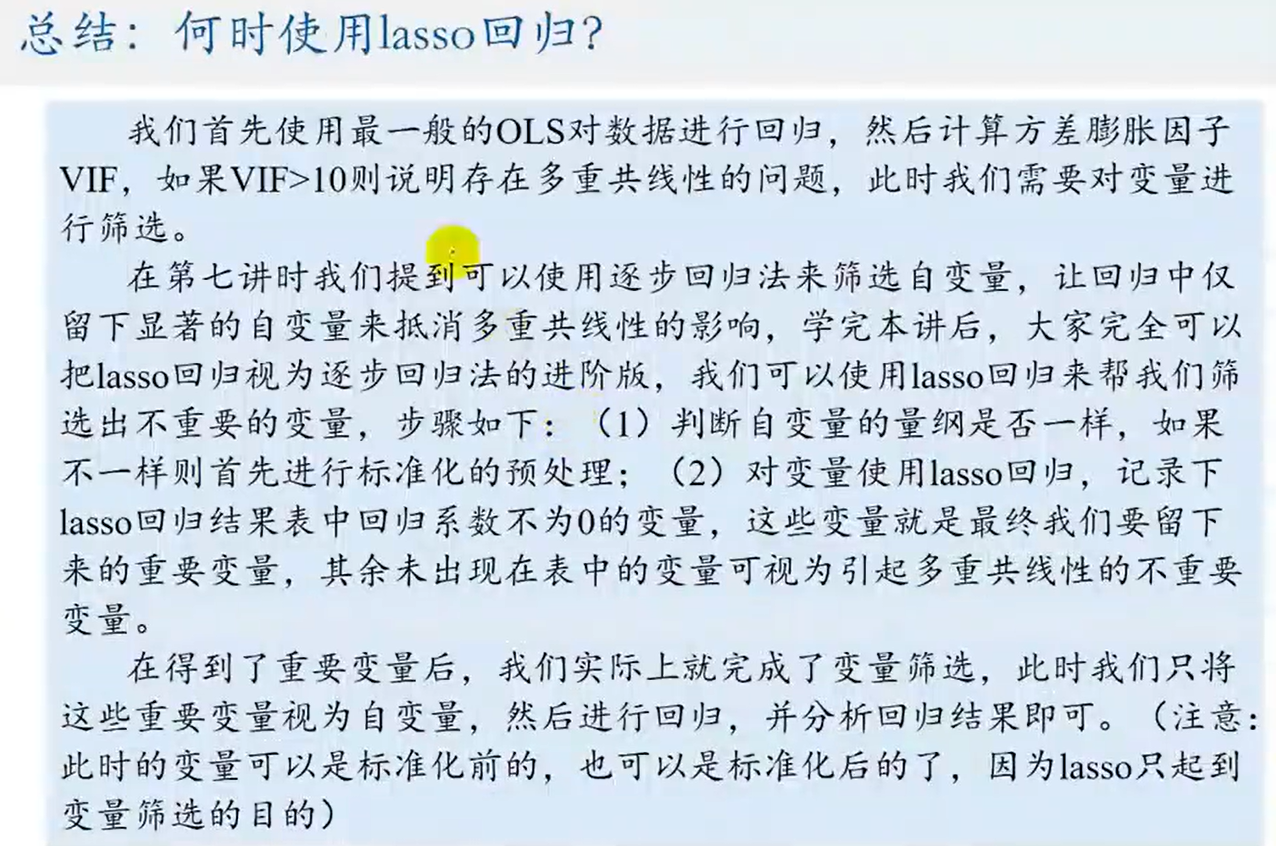 总结：何时使用lasso回归？
我们首先使用最一般的OLS对数据进行回归，然后计算方差膨胀因子
VIF，如果VIF>10则说明存在多重共线性的问题，此时我们需要对变量进
行筛选。
在第七讲时我们提到可以使用逐步回归法来筛选自变量，让回归中仅
留下显著的自变量来抵消多重共线性的影响，学完本讲后，大家完全可以
把lasso回归视为逐步回归法的进阶版，我们可以使用lasso回归来帮我们筛
选出不重要的变量，步骤如下：（1）判断自变量的量纲是否一样，如果
不一样则首先进行标准化的预处理；（2）对变量使用lasso回归，记录下
lasso回归结果表中回归系数不为0的变量，这些变量就是最终我们要留下
来的重要变量，其余未出现在表中的变量可视为引起多重共线性的不重要
变量。
在得到了重要变量后，我们实际上就完成了变量筛选，此时我们只将
这些重要变量视为自变量，然后进行回归，并分析回归结果即可。（注意：
此时的变量可以是标准化前的，也可以是标准化后的了，因为lasso只起到
变量筛选的目的）